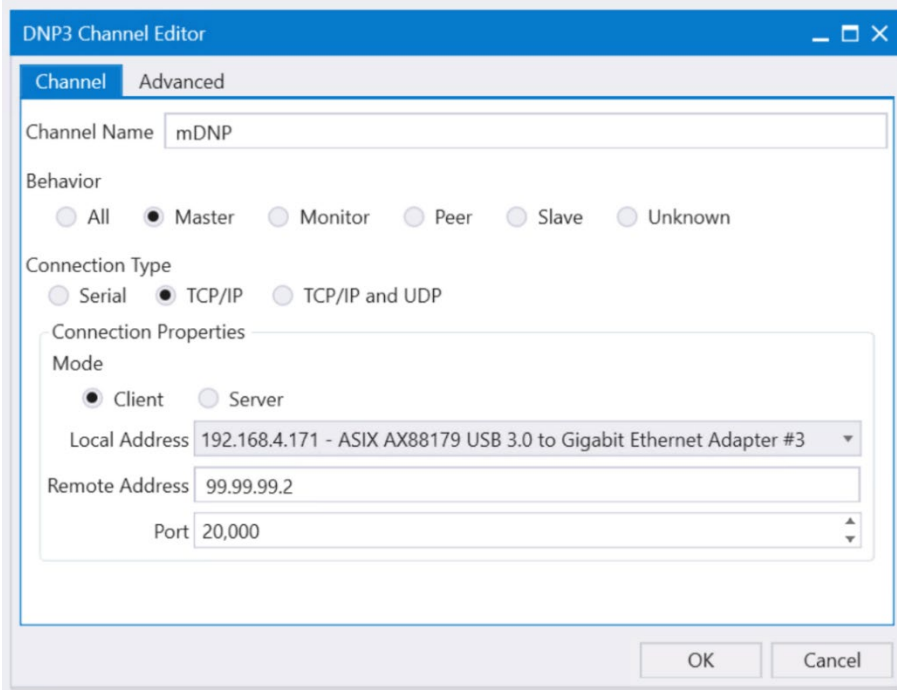 DNP3 Channel Editor
Channel Advanced
Channel Name mDNP
Behavior
All Master Monitor Peer Slave Unknown
Connection Type
Serial TCP/IP TCP/IP and UDP
Connection Properties
Mode
Client Server
Local Address 192.168.4.171 - ASIX AX88179 USB 3.0 to Gigabit Ethernet Adapter #3
Remote Address 99.99.99.2
Port 20,000
OK Cancel